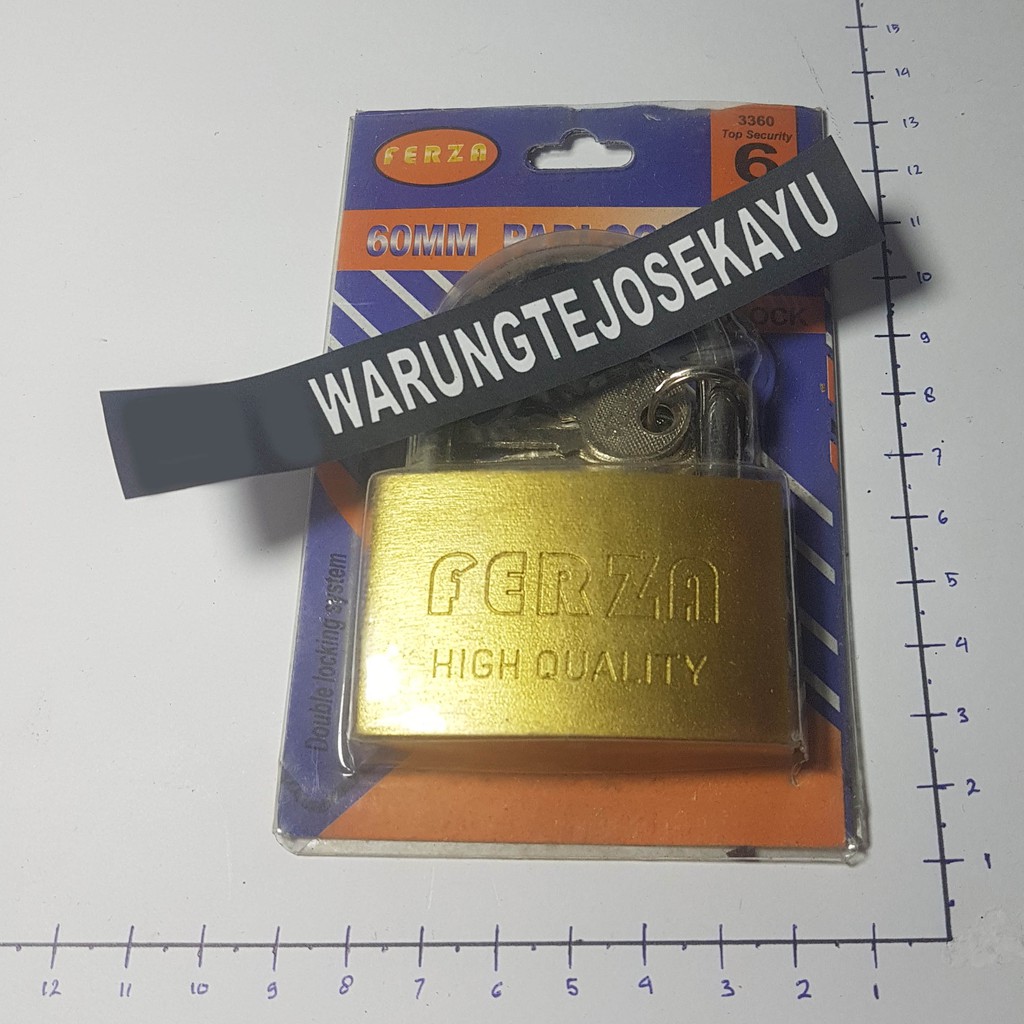 FERZA
3360
Top Security
6
60MM
WARUNGTEJOSEKAYU
Double locking system
FERZA
HIGH QUALITY
15
14
13
12
11
10
9
8
7
6
5
4
3
2
1
12 11 10 9 8 7 6 5 4 3 2 1